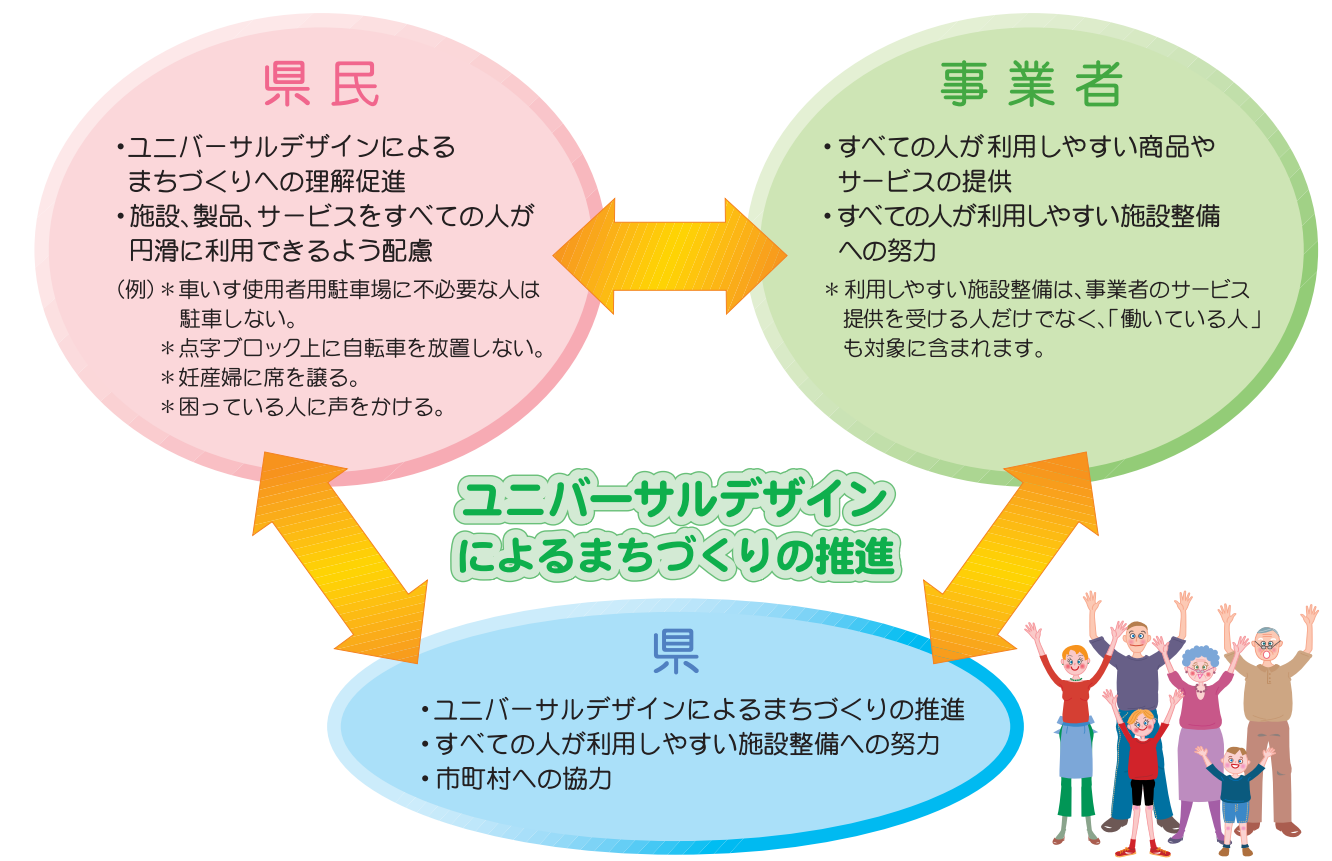 県民
・ユニバーサルデザインによる
まちづくりへの理解促進
・施設、製品、サービスをすべての人が
円滑に利用できるよう配慮
(例)＊車いす使用者用駐車場に不必要な人は
駐車しない。
＊点字ブロック上に自転車を放置しない。
＊妊産婦に席を譲る。
＊困っている人に声をかける。
事業者
・すべての人が利用しやすい商品や
サービスの提供
・すべての人が利用しやすい施設整備
への努力
＊利用しやすい施設整備は、事業者のサービス
提供を受ける人だけでなく、「働いている人」
も対象に含まれます。
ユニバーサルデザイン
によるまちづくりの推進
県
・ユニバーサルデザインによるまちづくりの推進
・すべての人が利用しやすい施設整備への努力
・市町村への協力